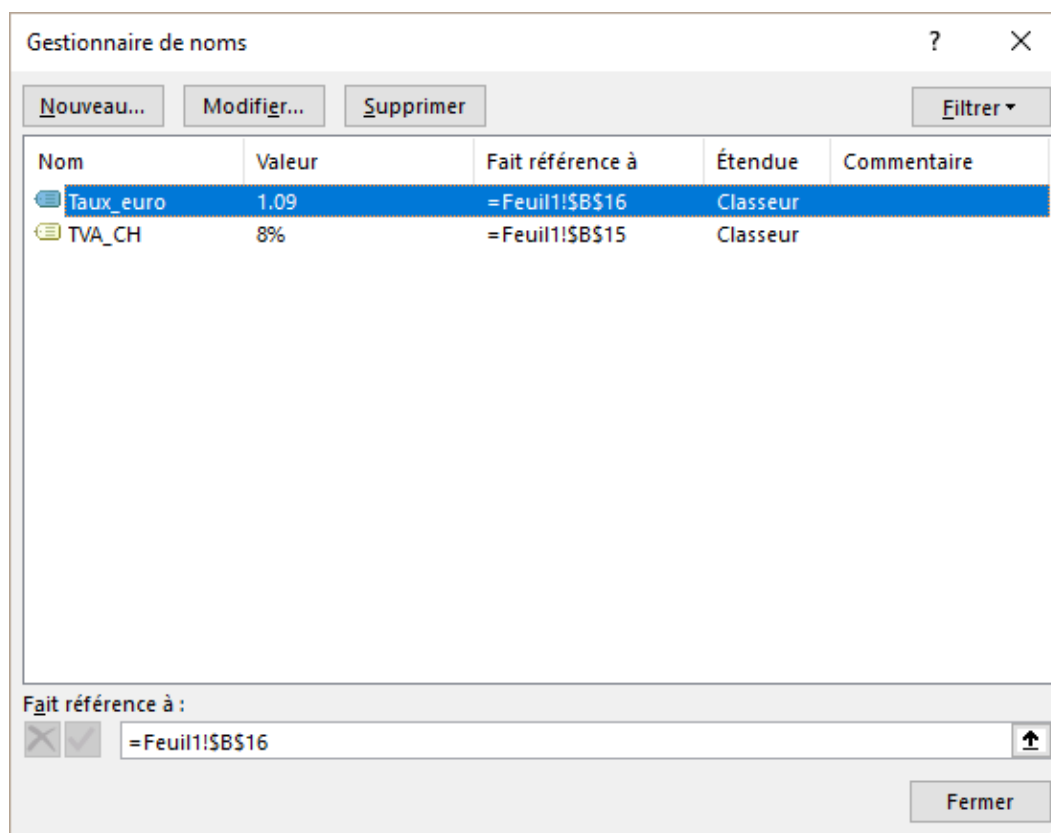 Gestionnaire de noms ?
Nouveau... Modifier... Supprimer Filtrer
Nom Valeur Fait référence à Étendue Commentaire
Taux_euro 1.09 =Feuil1!$B$16 Classeur
TVA_CH 8% =Feuil1!$B$15 Classeur
Fait référence à :
=Feuil1!$B$16
Fermer